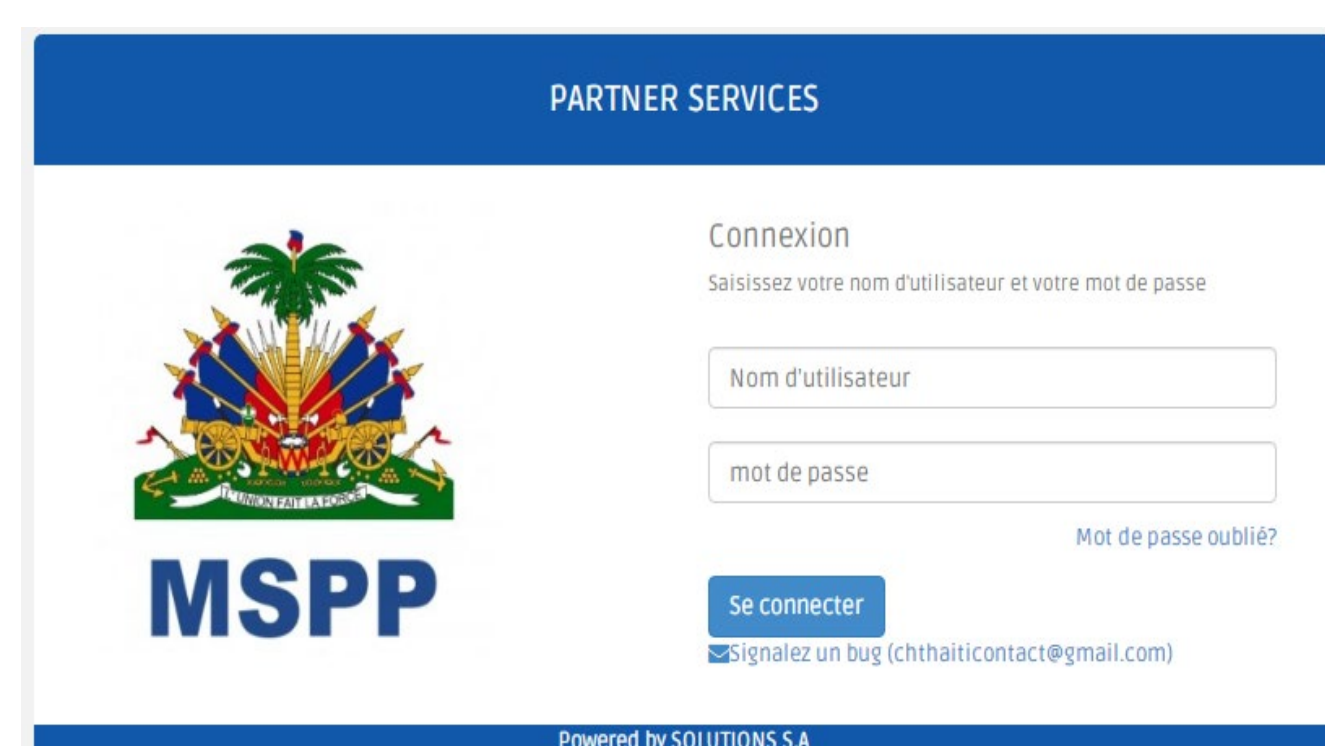 PARTNER SERVICES
Connexion
Saisissez votre nom d'utilisateur et votre mot de passe
Nom d'utilisateur
mot de passe
Mot de passe oublié?
Se connecter
Signalez un bug (chthaiticontact@gmail.com)
L'UNION FAIT LA FORCE
MSPP
Powered by SOLUTIONS S.A